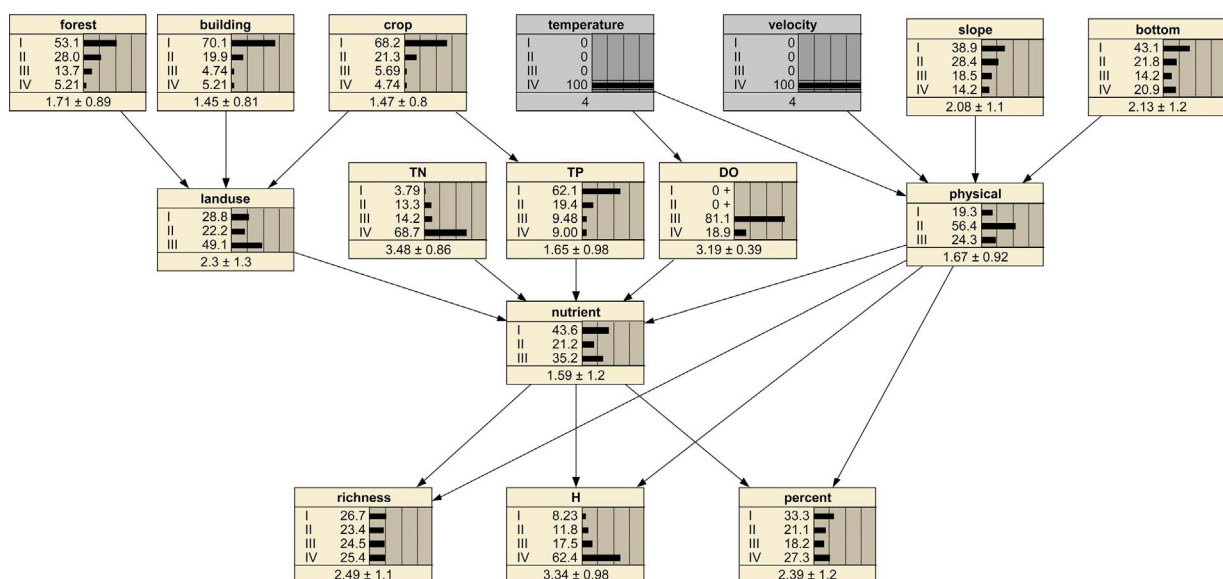 forest
I 53.1
II 28.0
III 13.7
IV 5.21
1.71 ± 0.89
building
I 70.1
II 19.9
III 4.74
IV 5.21
1.45 ± 0.81
crop
I 68.2
II 21.3
III 5.69
IV 4.74
1.47 ± 0.8
temperature
I 0
II 0
III 0
IV 100
4
velocity
I 0
II 0
III 0
IV 100
4
slope
I 38.9
II 28.4
III 18.5
IV 14.2
2.08 ± 1.1
bottom
I 43.1
II 21.8
III 14.2
IV 20.9
2.13 ± 1.2
landuse
I 28.8
II 22.2
III 49.1
2.3 ± 1.3
TN
I 3.79
II 13.3
III 14.2
IV 68.7
3.48 ± 0.86
TP
I 62.1
II 19.4
III 9.48
IV 9.00
1.65 ± 0.98
DO
I 0 +
II 0 +
III 81.1
IV 18.9
3.19 ± 0.39
physical
I 19.3
II 56.4
III 24.3
1.67 ± 0.92
nutrient
I 43.6
II 21.2
III 35.2
1.59 ± 1.2
richness
I 26.7
II 23.4
III 24.5
IV 25.4
2.49 ± 1.1
H
I 8.23
II 11.8
III 17.5
IV 62.4
3.34 ± 0.98
percent
I 33.3
II 21.1
III 18.2
IV 27.3
2.39 ± 1.2